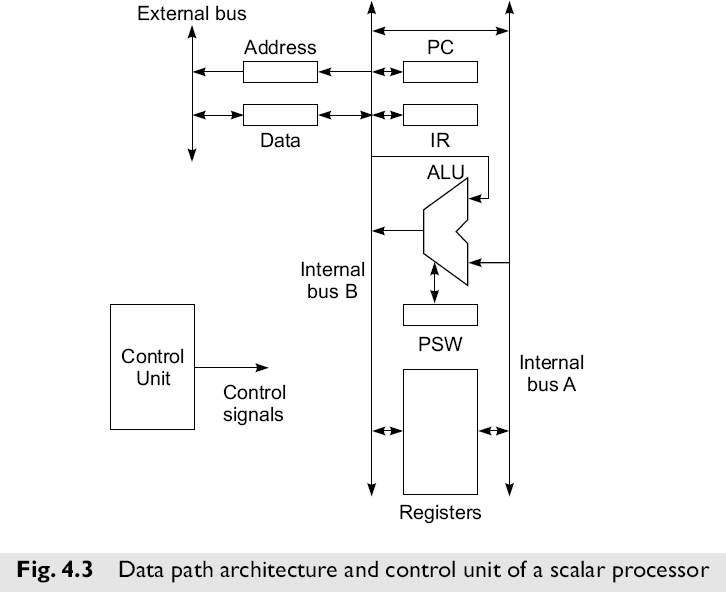 External bus
Address
PC
Data
IR
ALU
Internal
bus B
PSW
Control
Unit
Control
signals
Internal
bus A
Registers
Fig. 4.3 Data path architecture and control unit of a scalar processor